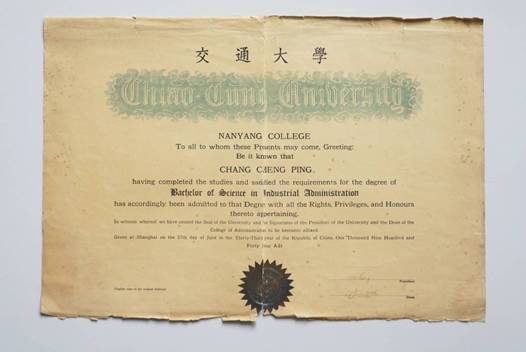 交通大學
Chiao-Tung University
NANYANG COLLEGE
To all to whom these Presents may come, Greeting:
Be it known that
CHANG CHENG PING
having completed the studies and satisfied the requirements for the degree of
Bachelor of Science in Industrial Administration
has accordingly been admitted to that Degree with all the Rights, Privileges, and Honours
thereto appertaining.
In witness whereof we have caused the Seal of the University and the Signatures of the President of the University and the Dean of the
College of Administration to be hereunto affixed
Given at Shanghai on the 27th day of June in the Thirty-Third year of the Republic of China, One Thousand Nine Hundred and
Forty four A.D.
President
Dean